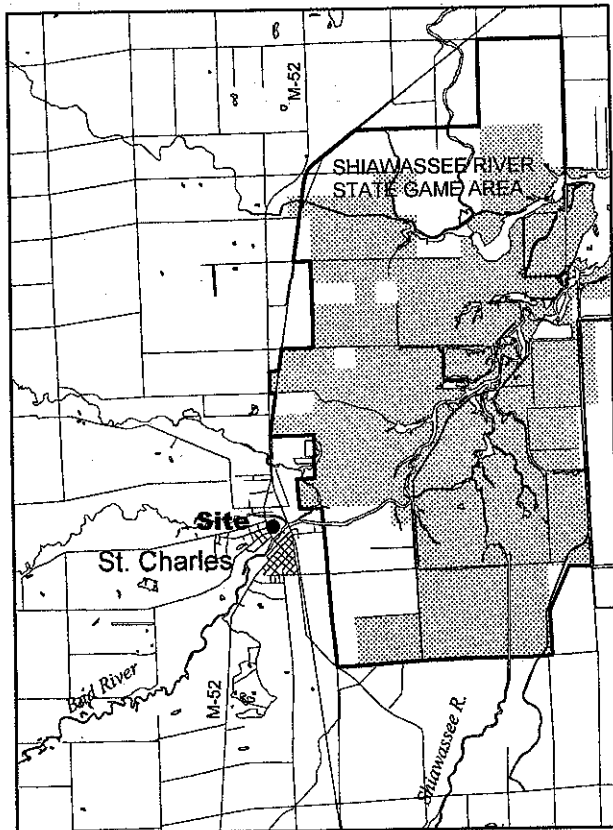 M-52
SHIAWASSEE RIVER
STATE GAME AREA
Site
St. Charles
Bad River
M-52
Shiawassee R.